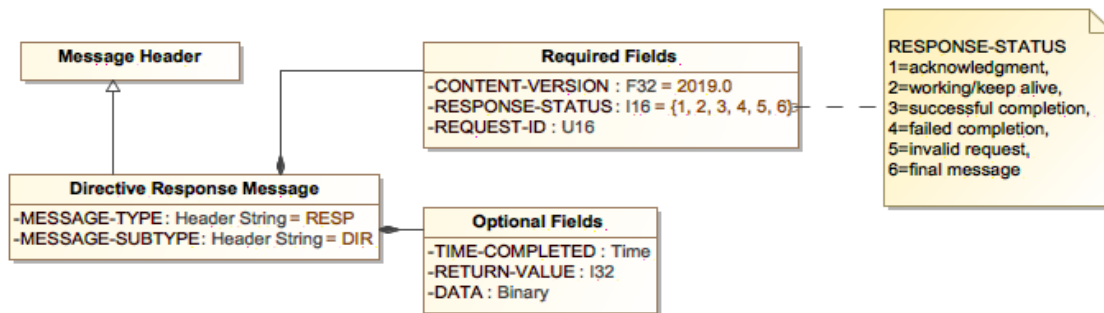 Message Header
Required Fields
-CONTENT-VERSION : F32 = 2019.0
-RESPONSE-STATUS : I16 = {1, 2, 3, 4, 5, 6}
-REQUEST-ID : U16
RESPONSE-STATUS
1=acknowledgment,
2=working/keep alive,
3=successful completion,
4=failed completion,
5=invalid request,
6=final message
Directive Response Message
-MESSAGE-TYPE : Header String = RESP
-MESSAGE-SUBTYPE : Header String = DIR
Optional Fields
-TIME-COMPLETED : Time
-RETURN-VALUE : I32
-DATA : Binary